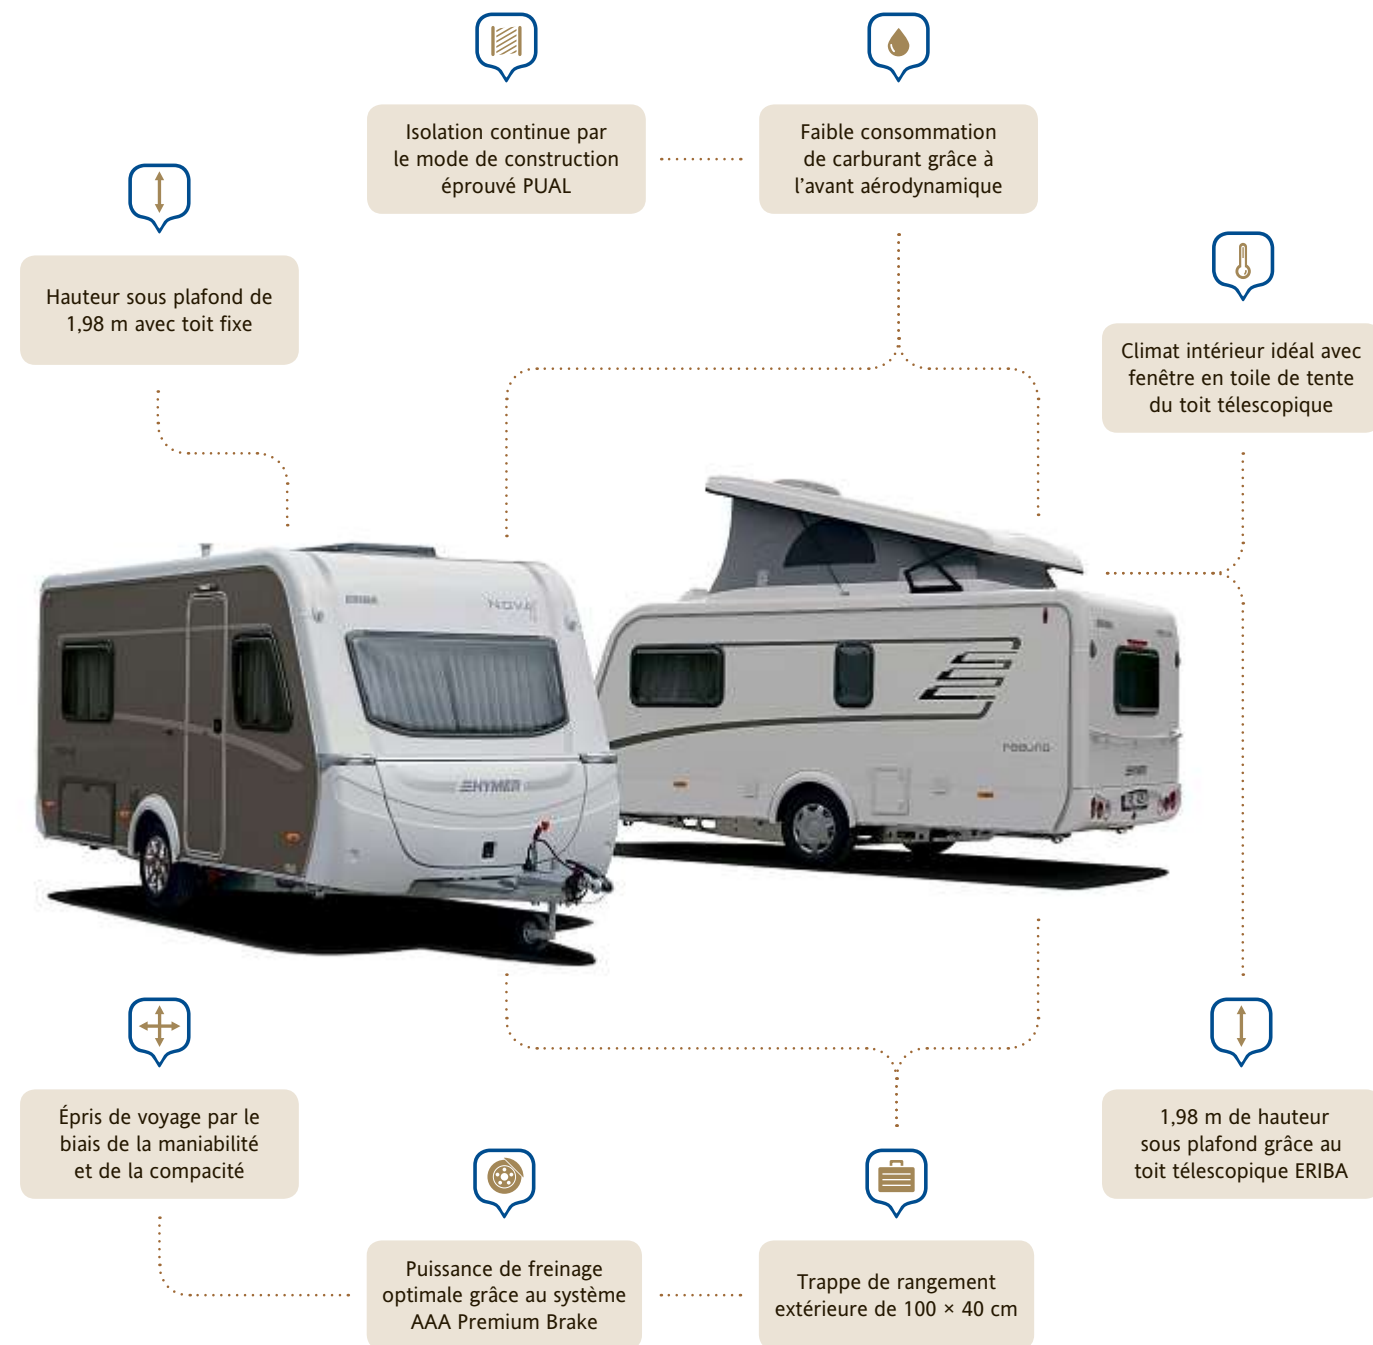 Isolation continue par
le mode de construction
éprouvé PUAL
Faible consommation
de carburant grâce à
l’avant aérodynamique
Hauteur sous plafond de
1,98 m avec toit fixe
Climat intérieur idéal avec
fenêtre en toile de tente
du toit télescopique
ERIBA
NOVA
HYMER
FEELING
HYMER
Épris de voyage par le
biais de la maniabilité
et de la compacité
1,98 m de hauteur
sous plafond grâce au
toit télescopique ERIBA
Puissance de freinage
optimale grâce au système
AAA Premium Brake
Trappe de rangement
extérieure de 100 × 40 cm